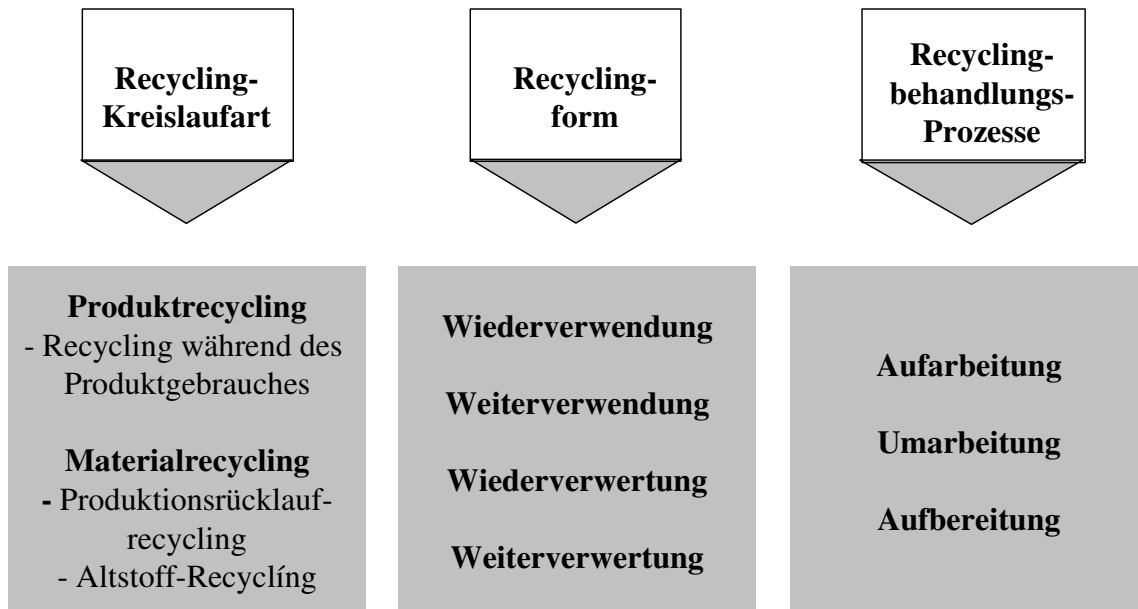 Recycling-
Kreislaufart
Recycling-
form
Recycling-
behandlungs-
Prozesse
Produktrecycling
- Recycling während des
Produktgebrauches
Materialrecycling
- Produktionsrücklauf-
recycling
- Altstoff-Recyclíng
Wiederverwendung
Weiterverwendung
Wiederverwertung
Weiterverwertung
Aufarbeitung
Umarbeitung
Aufbereitung